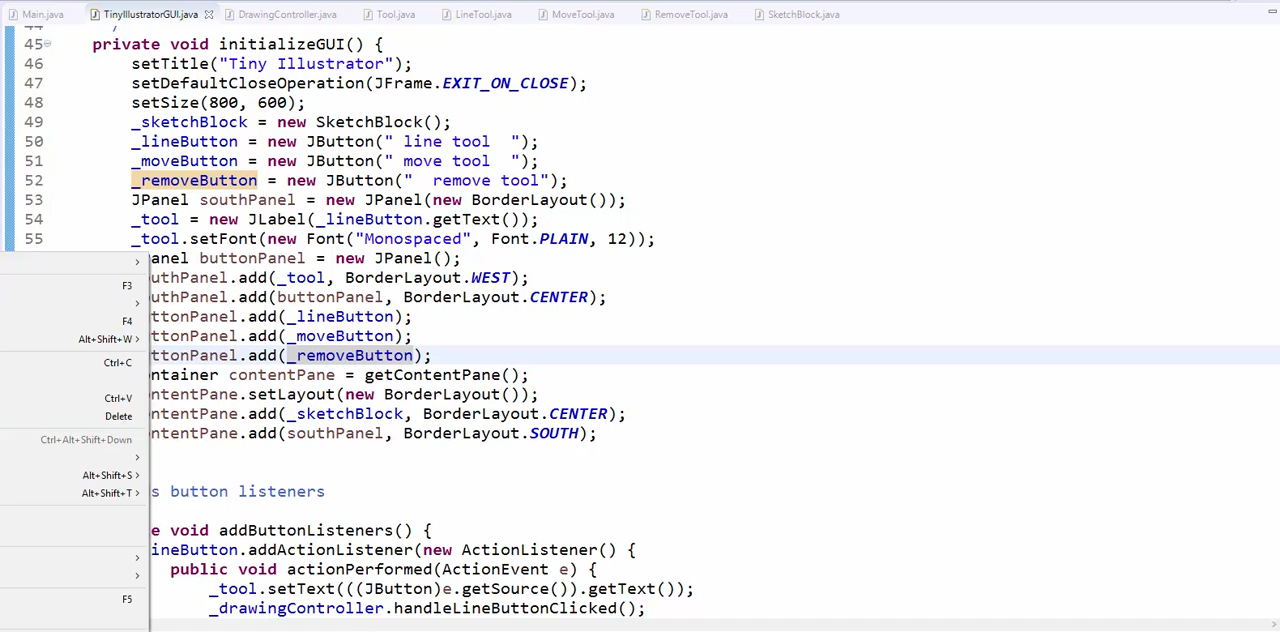 Main.java TinyIllustratorGUI.java DrawingController.java Tool.java LineTool.java MoveTool.java RemoveTool.java SketchBlock.java
45 private void initializeGUI() {
46 setTitle("Tiny Illustrator");
47 setDefaultCloseOperation(JFrame.EXIT_ON_CLOSE);
48 setSize(800, 600);
49 _sketchBlock = new SketchBlock();
50 _lineButton = new JButton(" line tool  ");
51 _moveButton = new JButton(" move tool  ");
52 _removeButton = new JButton("  remove tool");
53 JPanel southPanel = new JPanel(new BorderLayout());
54 _tool = new JLabel(_lineButton.getText());
55 _tool.setFont(new Font("Monospaced", Font.PLAIN, 12));
anel buttonPanel = new JPanel();
uthPanel.add(_tool, BorderLayout.WEST);
F3
uthPanel.add(buttonPanel, BorderLayout.CENTER);
ttonPanel.add(_lineButton);
F4
ttonPanel.add(_moveButton);
Alt+Shift+W
ttonPanel.add(_removeButton);
Ctrl+C
ntainer contentPane = getContentPane();
ntentPane.setLayout(new BorderLayout());
Ctrl+V
ntentPane.add(_sketchBlock, BorderLayout.CENTER);
Delete
ntentPane.add(southPanel, BorderLayout.SOUTH);
Ctrl+Alt+Shift+Down
Alt+Shift+S
Alt+Shift+T
s button listeners
e void addButtonListeners() {
ineButton.addActionListener(new ActionListener() {
public void actionPerformed(ActionEvent e) {
_tool.setText(((JButton)e.getSource()).getText());
F5
_drawingController.handleLineButtonClicked();